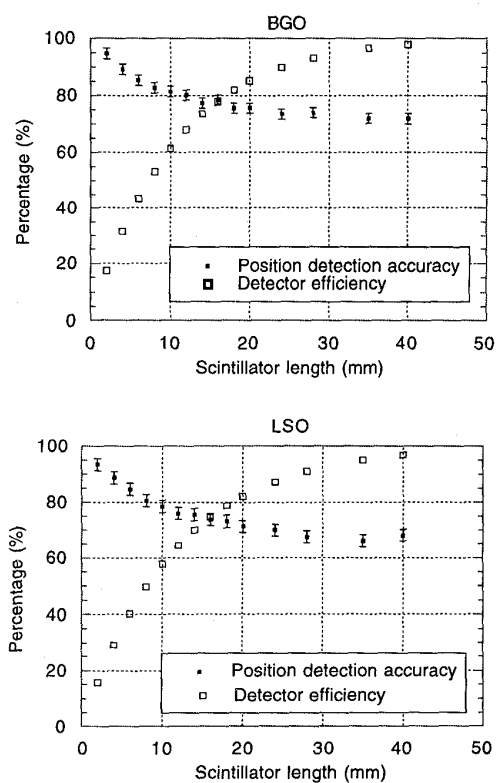 BGO
100
80
60
40
20
0
Percentage (%)
Position detection accuracy
Detector efficiency
0 10 20 30 40 50
Scintillator length (mm)
LSO
100
80
60
40
20
0
Percentage (%)
Position detection accuracy
Detector efficiency
0 10 20 30 40 50
Scintillator length (mm)